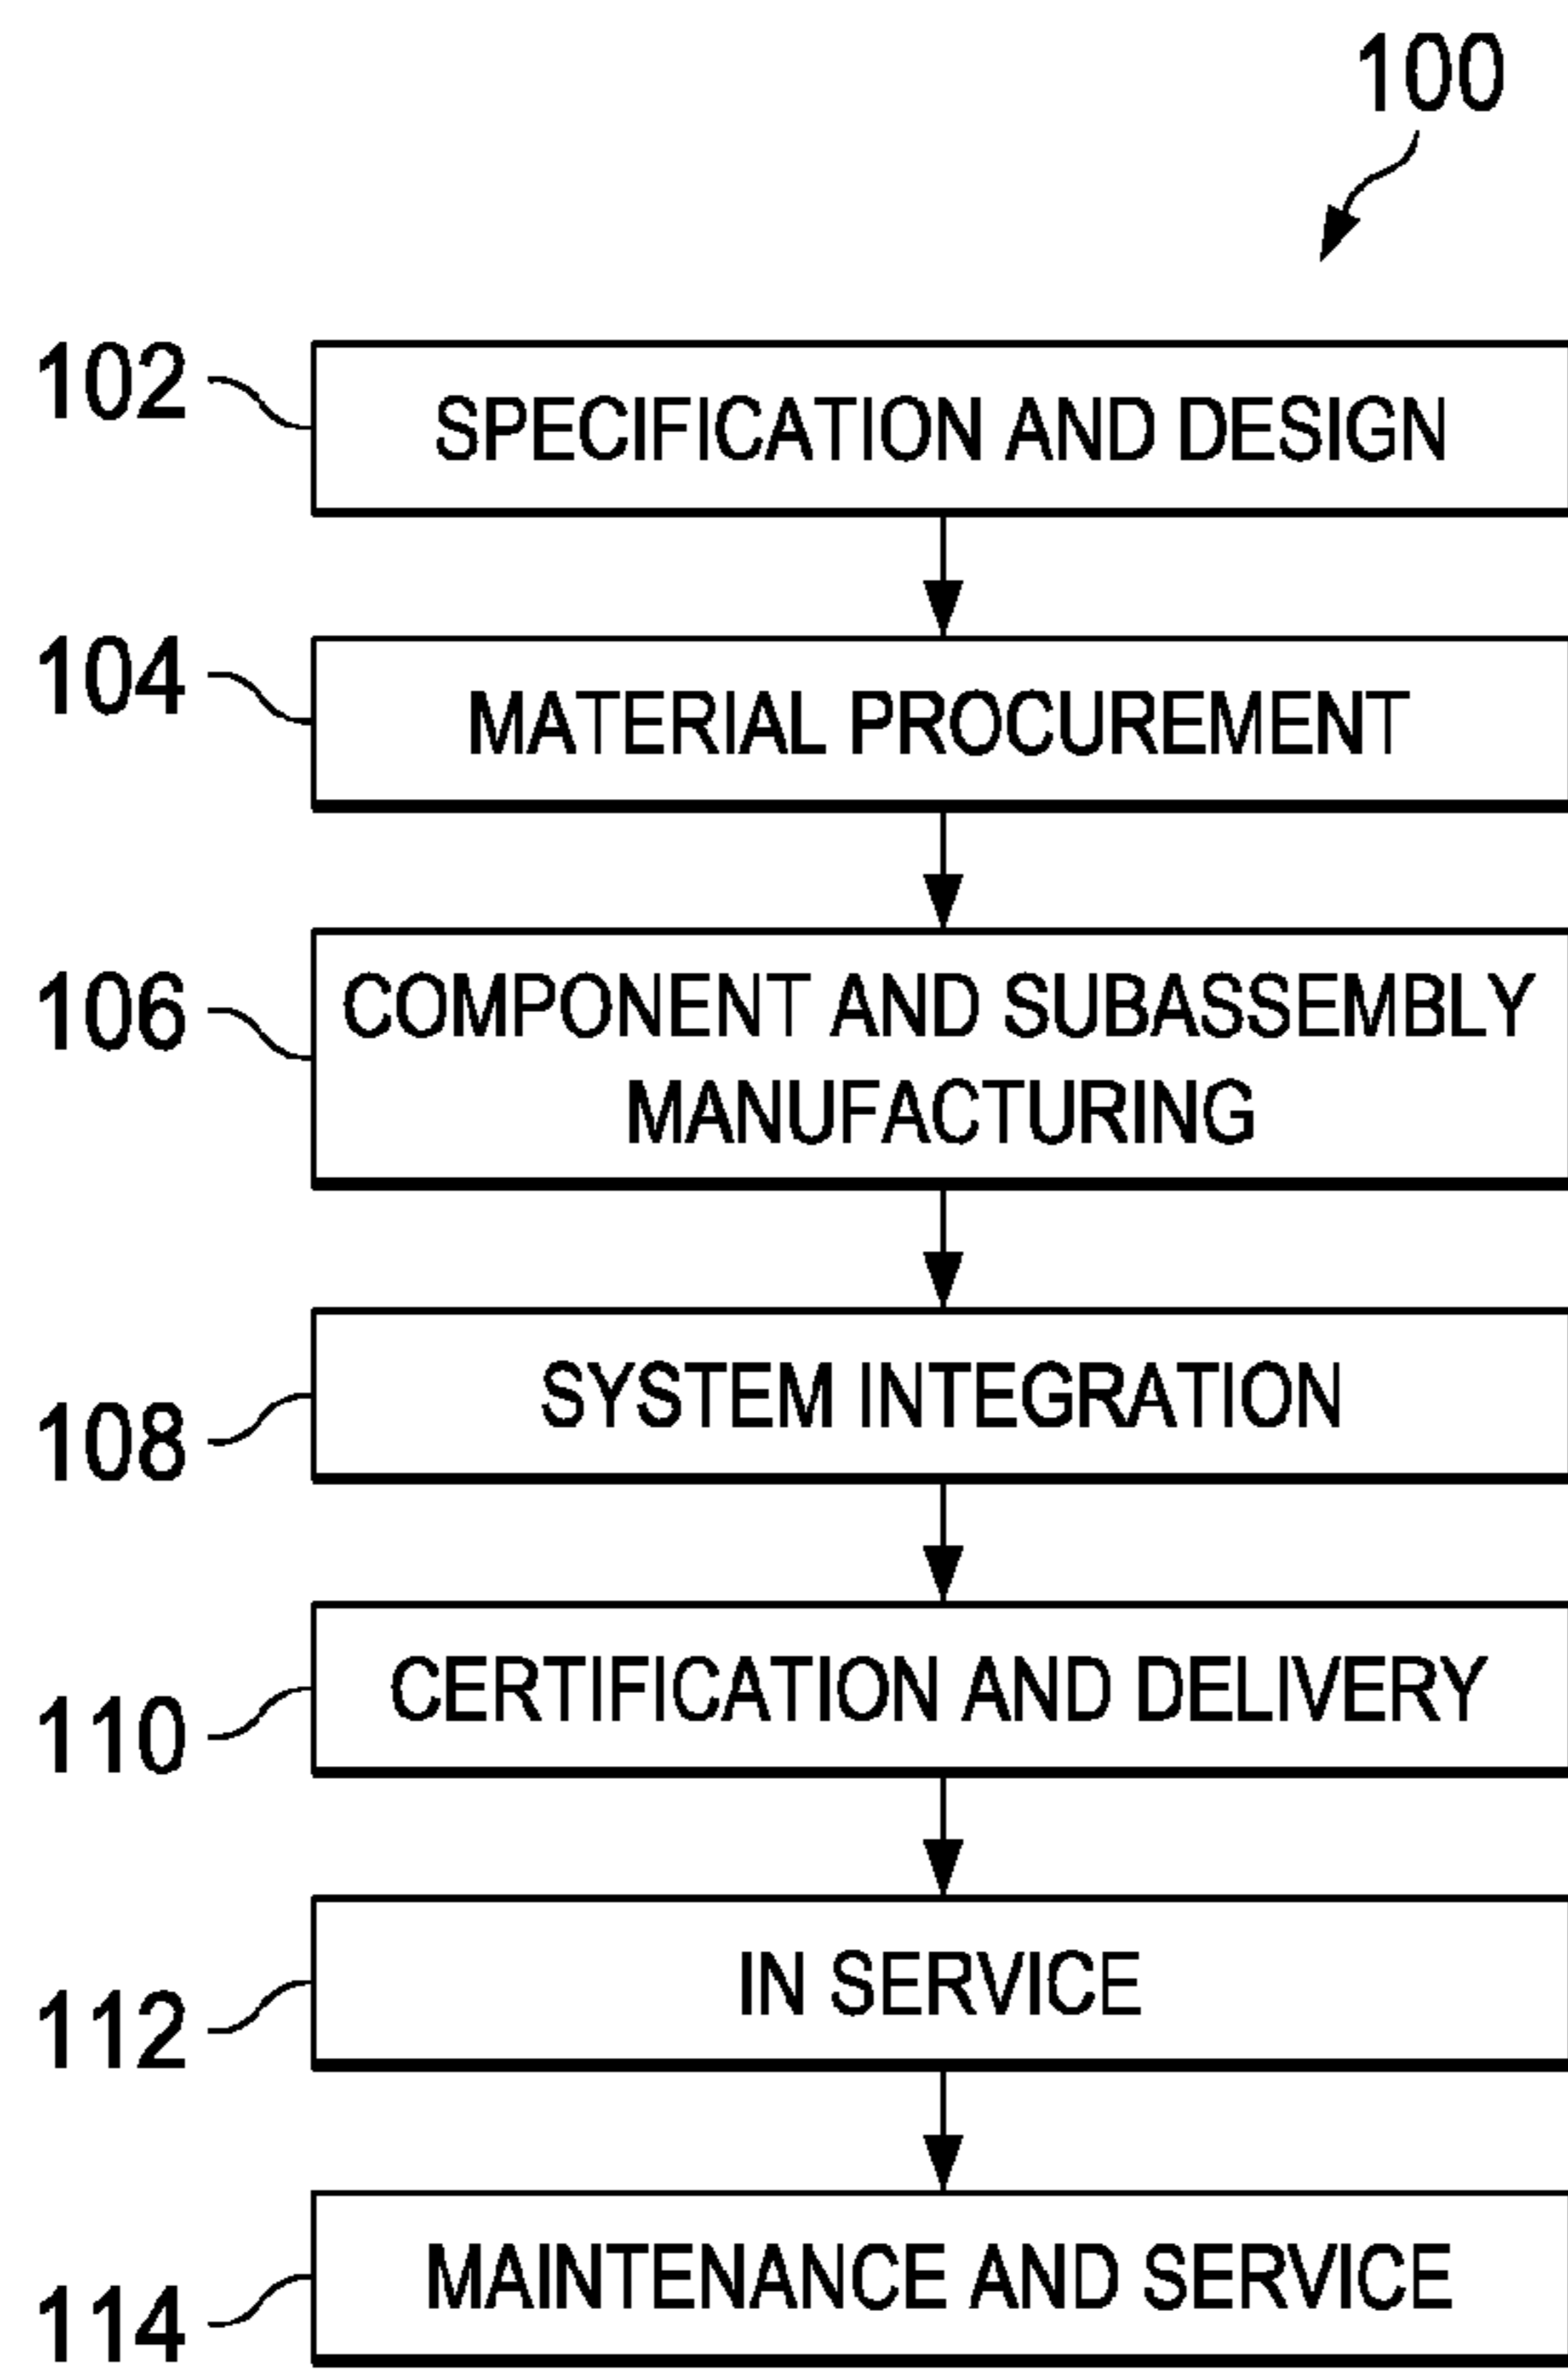 100
102
SPECIFICATION AND DESIGN
104
MATERIAL PROCUREMENT
106
COMPONENT AND SUBASSEMBLY
MANUFACTURING
108
SYSTEM INTEGRATION
110
CERTIFICATION AND DELIVERY
112
IN SERVICE
114
MAINTENANCE AND SERVICE